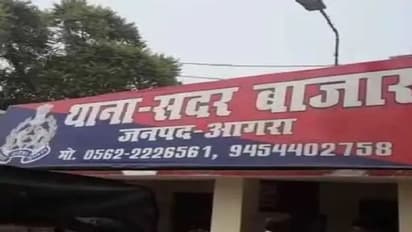 थाना-सदर बाजार
जनपद-आगरा
मो. 0562-2226561, 9454402758